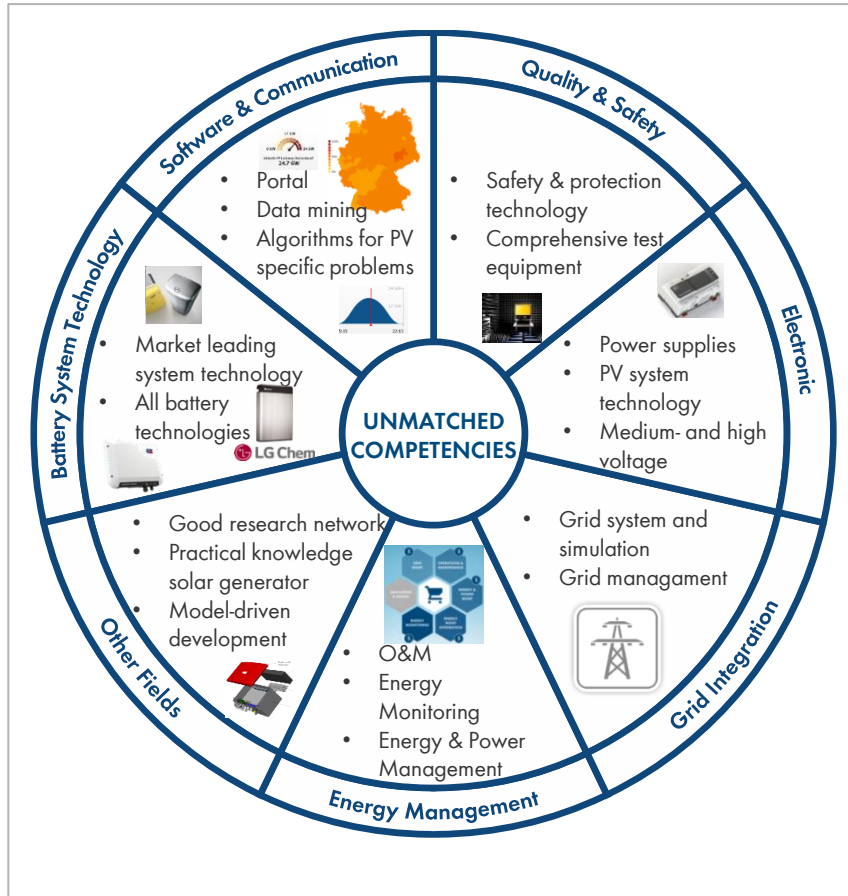 Software & Communication
Quality & Safety
24,7 GW
• Portal
• Data mining
• Algorithms for PV
specific problems
• Safety & protection
technology
• Comprehensive test
equipment
Battery System Technology
Electronic
• Market leading
system technology
• All battery
technologies
LG Chem
UNMATCHED
COMPETENCIES
• Power supplies
• PV system
technology
• Medium- and high
voltage
• Good research network
• Practical knowledge
solar generator
• Model-driven
development
• Grid system and
simulation
• Grid managament
• O&M
• Energy
Monitoring
• Energy & Power
Management
Other Fields
Energy Management
Grid Integration